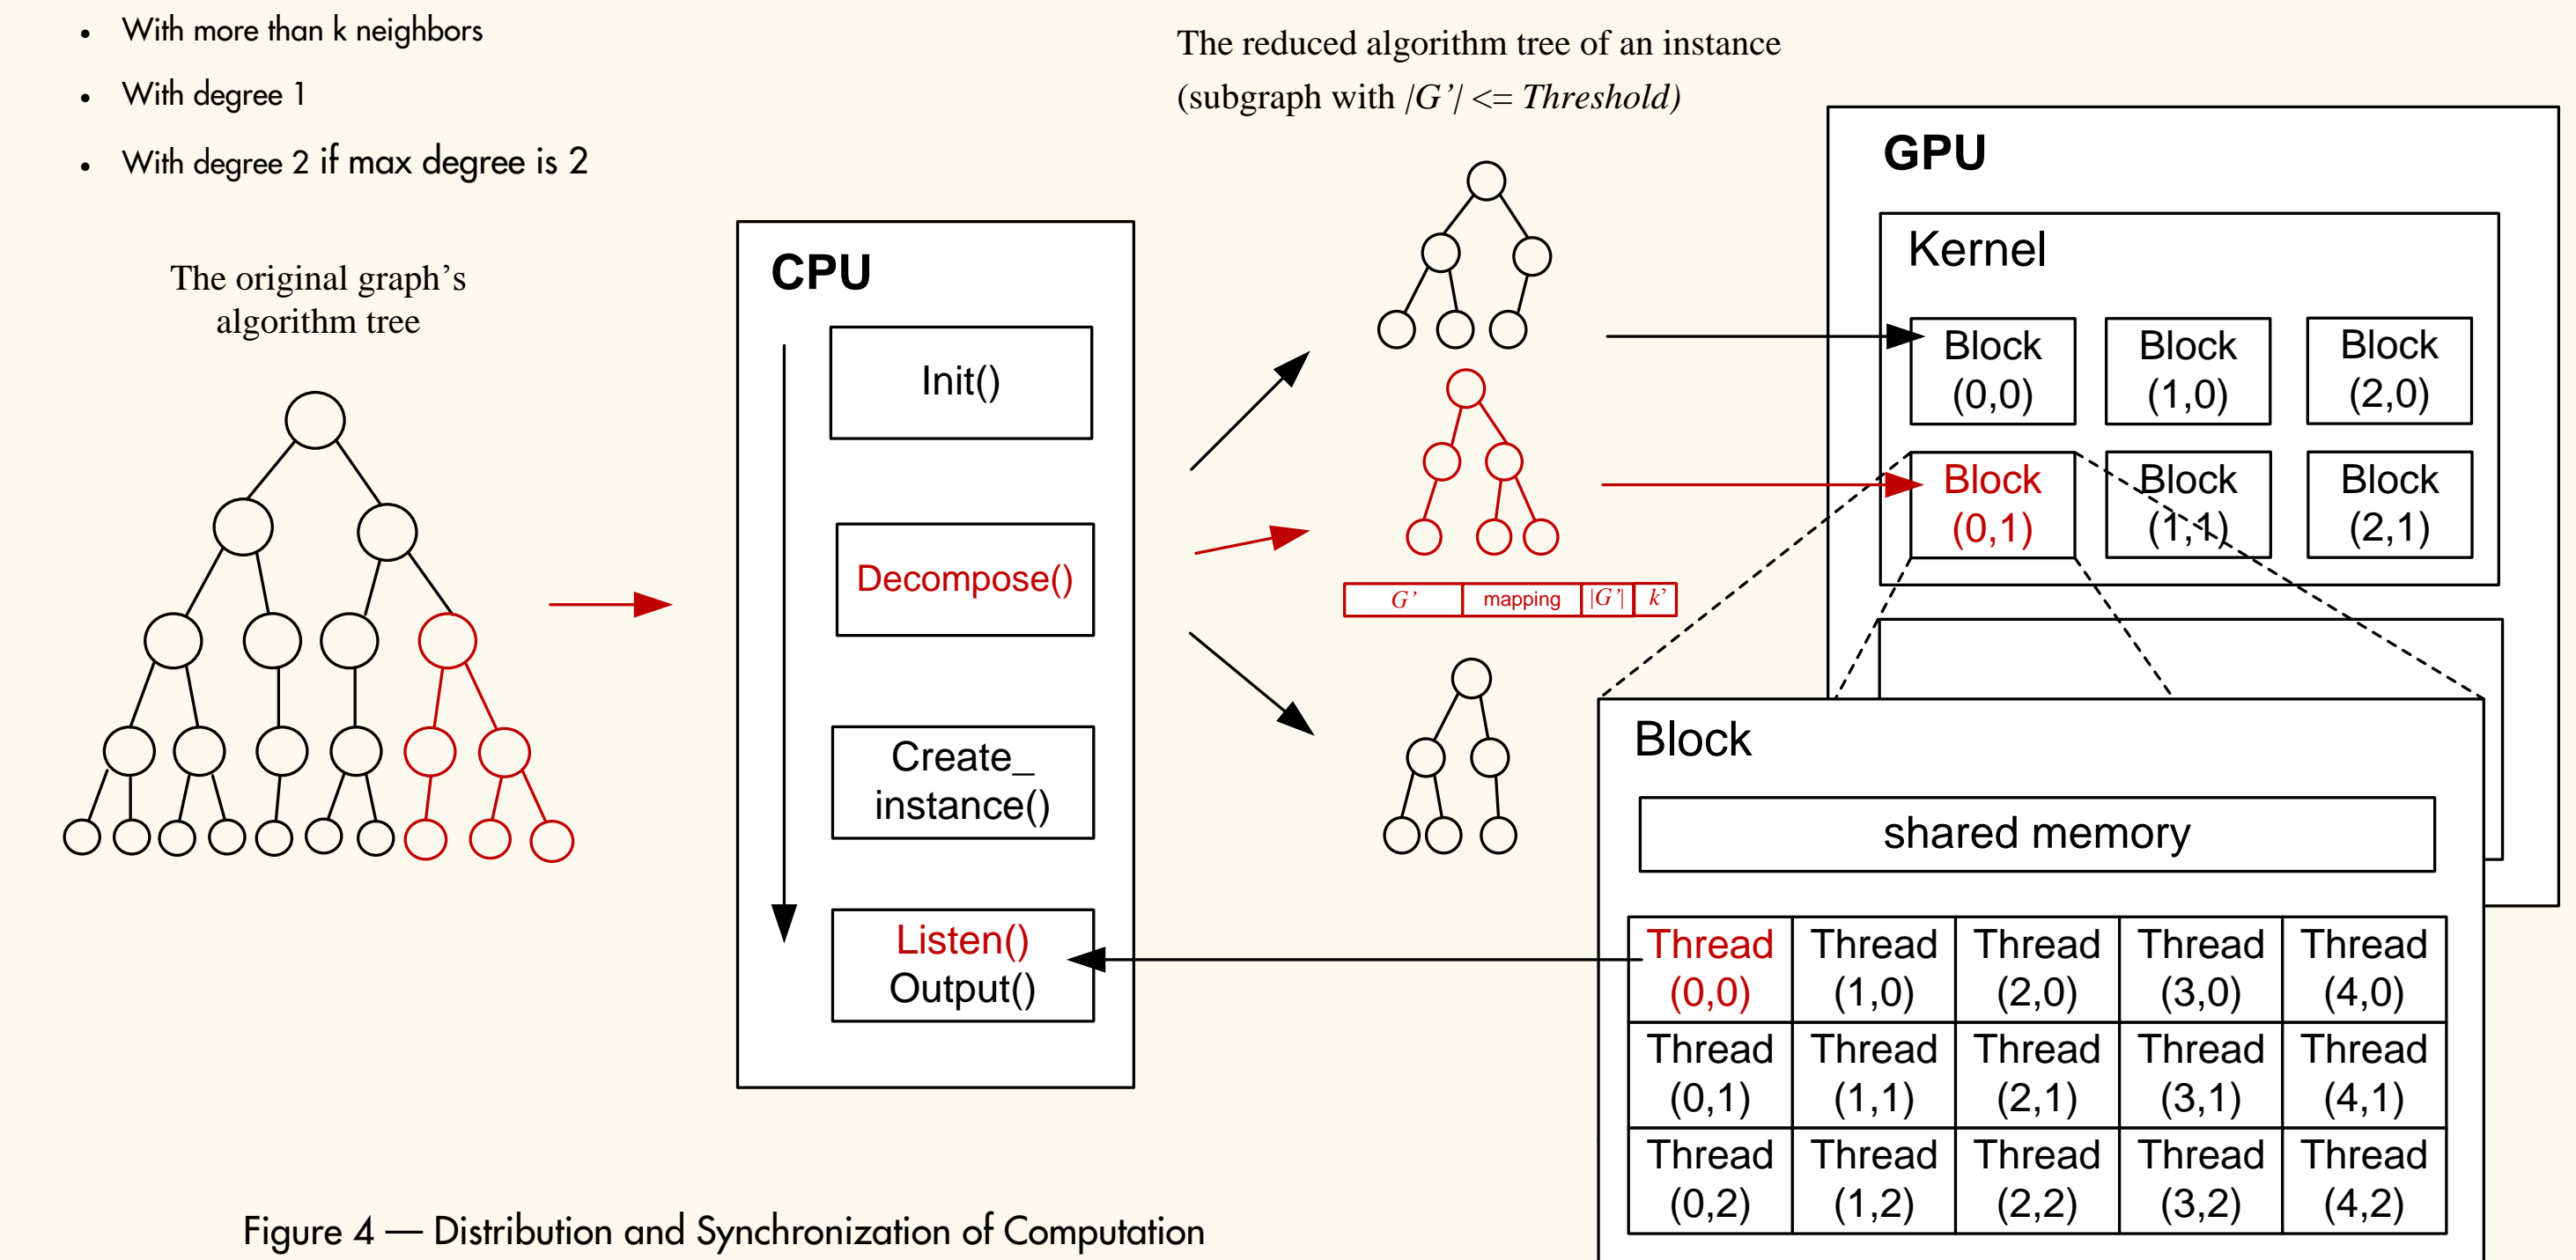 • With more than k neighbors
• With degree 1
• With degree 2 if max degree is 2
The original graph’s
algorithm tree
CPU
Init()
Decompose()
Create_
instance()
Listen()
Output()
The reduced algorithm tree of an instance
(subgraph with |G’| <= Threshold)
G’ mapping |G’| k’
GPU
Kernel
Block Block Block
(0,0) (1,0) (2,0)
Block Block Block
(0,1) (1,1) (2,1)
Block
shared memory
Thread Thread Thread Thread Thread
(0,0) (1,0) (2,0) (3,0) (4,0)
Thread Thread Thread Thread Thread
(0,1) (1,1) (2,1) (3,1) (4,1)
Thread Thread Thread Thread Thread
(0,2) (1,2) (2,2) (3,2) (4,2)
Figure 4 — Distribution and Synchronization of Computation